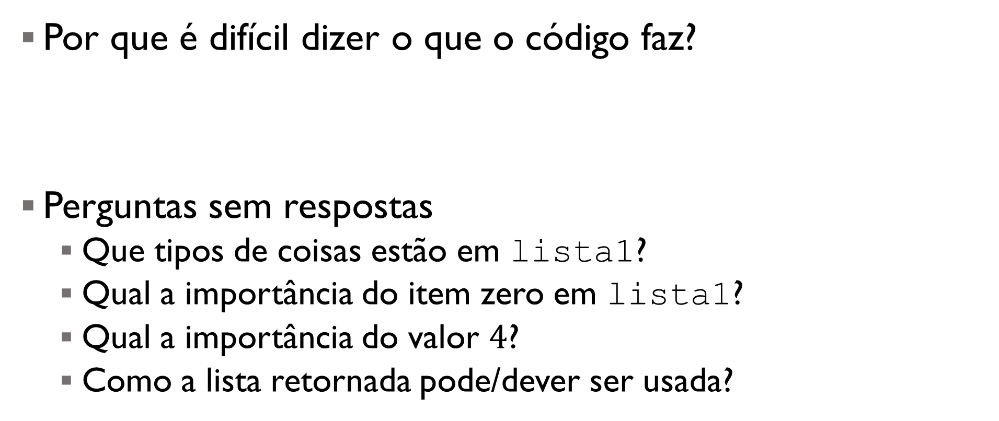 ▪ Por que é difícil dizer o que o código faz?
▪ Perguntas sem respostas
▪ Que tipos de coisas estão em lista1?
▪ Qual a importância do item zero em lista1?
▪ Qual a importância do valor 4?
▪ Como a lista retornada pode/dever ser usada?